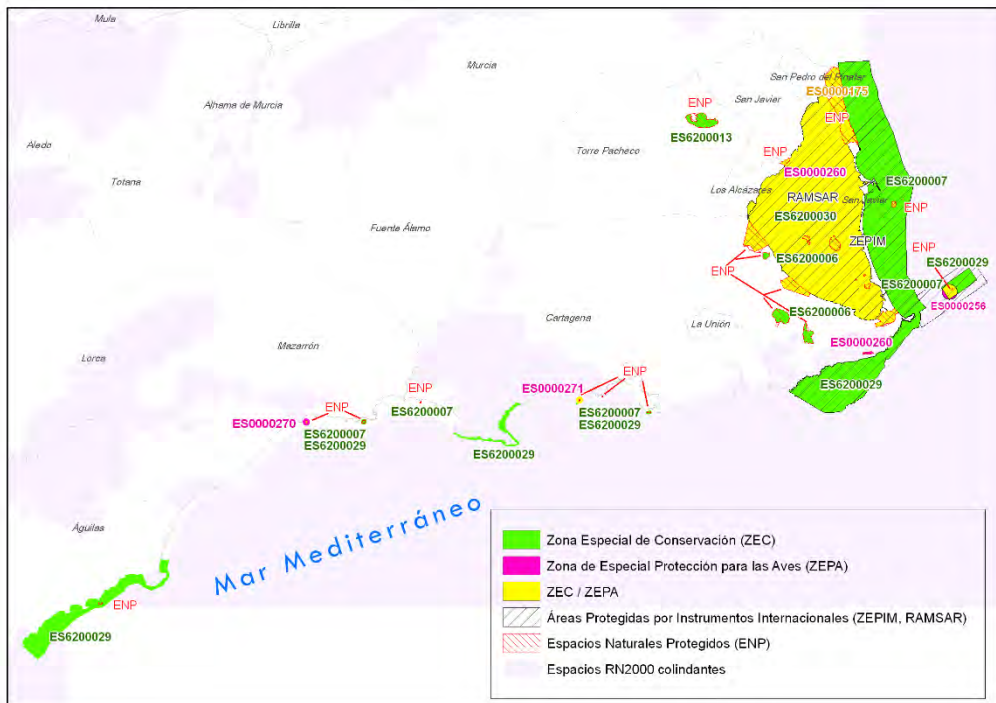 Mula
Librilla
Murcia
San Pedro del Pinatar
ES0000175
ENP
San Javier
ENP
Alhama de Murcia
ES6200013
Aledo
Torre Pacheco
ENP
ES0000260
Totana
Los Alcázares
RAMSAR
San Javier
ES6200007
ENP
ES6200030
Fuente Álamo
ZEPIM
ENP
ES6200006
ES6200029
ENP
ES6200007
ES0000256
Cartagena
La Unión
ES6200006
Mazarrón
ES0000260
Lorca
ENP
ES6200029
ENP
ES0000271
ENP
ES6200007
ES0000270
ES6200007
ES6200029
ES6200007
ES6200029
ES6200029
Águilas
Mar Mediterráneo
ENP
ES6200029
Zona Especial de Conservación (ZEC)
Zona de Especial Protección para las Aves (ZEPA)
ZEC / ZEPA
Áreas Protegidas por Instrumentos Internacionales (ZEPIM, RAMSAR)
Espacios Naturales Protegidos (ENP)
Espacios RN2000 colindantes